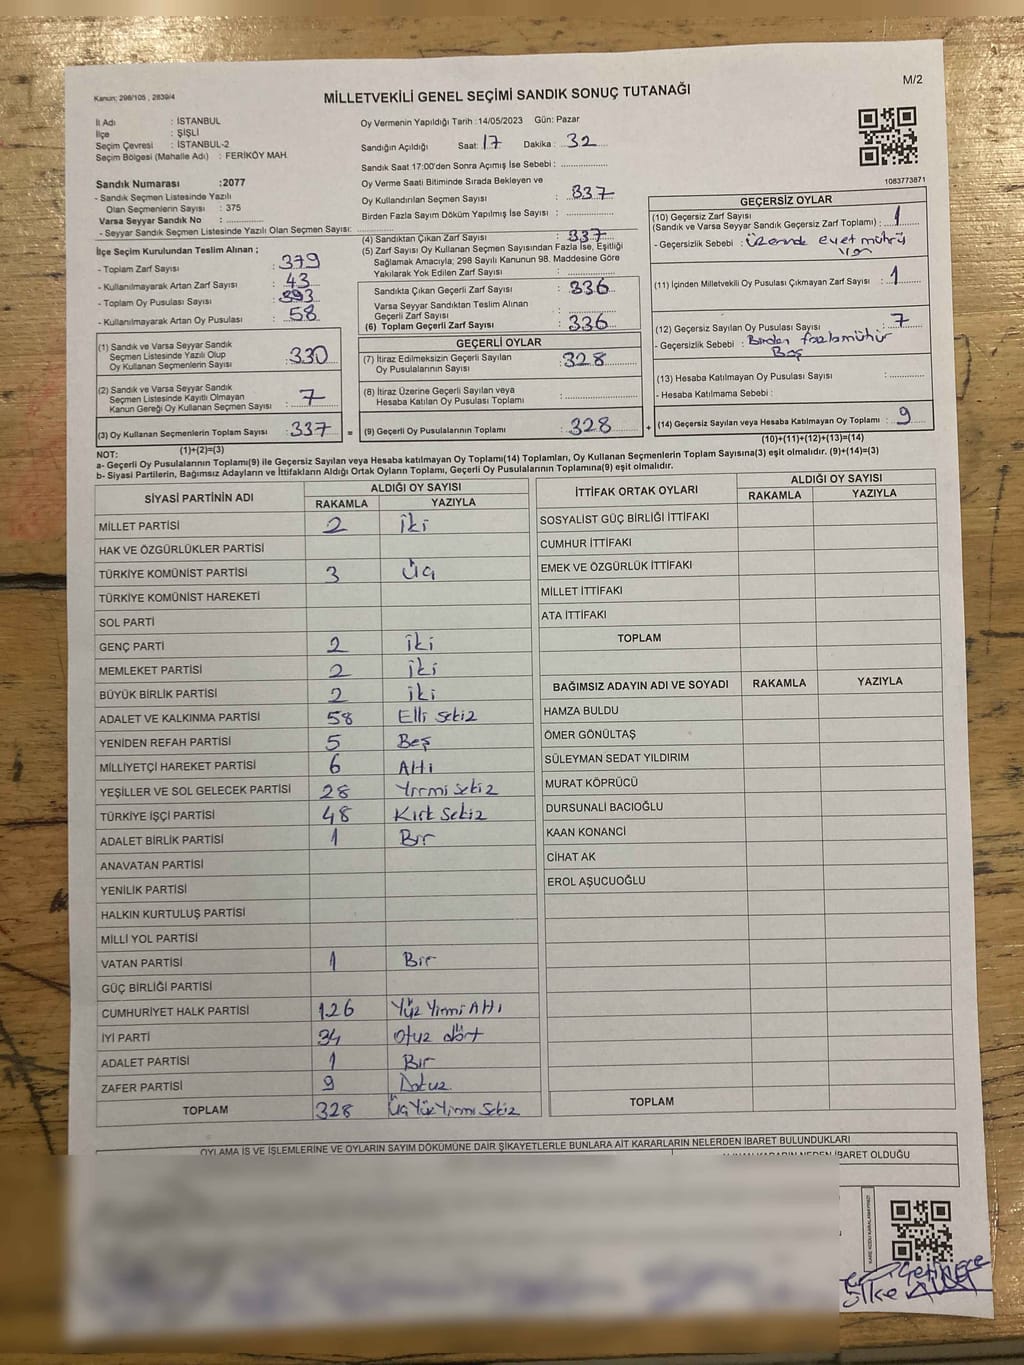 Kanun: 298/105 , 2839/4
M/2
MİLLETVEKİLİ GENEL SEÇİMİ SANDIK SONUÇ TUTANAĞI
İl Adı : İSTANBUL
İlçe : ŞİŞLİ
Seçim Çevresi : İSTANBUL-2
Seçim Bölgesi (Mahalle Adı) : FERİKÖY MAH.
Sandık Numarası :2077
- Sandık Seçmen Listesinde Yazılı
Olan Seçmenlerin Sayısı : 375
Varsa Seyyar Sandık No :
- Seyyar Sandık Seçmen Listesinde Yazılı Olan Seçmen Sayısı:
Oy Vermenin Yapıldığı Tarih :14/05/2023 Gün: Pazar
Sandığın Açıldığı Saat: 17 Dakika : 32
Sandık Saat 17:00'den Sonra Açımış İse Sebebi :
Oy Verme Saati Bitiminde Sırada Bekleyen ve
Oy Kullandırılan Seçmen Sayısı : 337
Birden Fazla Sayım Döküm Yapılmış İse Sayısı :
1083773871
İlçe Seçim Kurulundan Teslim Alınan ;
- Toplam Zarf Sayısı : 379
- Kullanılmayarak Artan Zarf Sayısı : 43
- Toplam Oy Pusulası Sayısı : 393
- Kullanılmayarak Artan Oy Pusulası : 58
(1) Sandık ve Varsa Seyyar Sandık
Seçmen Listesinde Yazılı Olup
Oy Kullanan Seçmenlerin Sayısı : 330
(2) Sandık ve Varsa Seyyar Sandık
Seçmen Listesinde Kayıtlı Olmayan
Kanun Gereği Oy Kullanan Seçmen Sayısı : 7
(3) Oy Kullanan Seçmenlerin Toplam Sayısı : 337
(1)+(2)=(3)
(4) Sandıktan Çıkan Zarf Sayısı : 337
(5) Zarf Sayısı Oy Kullanan Seçmen Sayısından Fazla İse, Eşitliği
Sağlamak Amacıyla; 298 Sayılı Kanunun 98. Maddesine Göre
Yakılarak Yok Edilen Zarf Sayısı :
Sandıkta Çıkan Geçerli Zarf Sayısı : 336
Varsa Seyyar Sandıktan Teslim Alınan
Geçerli Zarf Sayısı :
(6) Toplam Geçerli Zarf Sayısı : 336
GEÇERLİ OYLAR
(7) İtiraz Edilmeksizin Geçerli Sayılan
Oy Pusulasının Sayısı : 328
(8) İtiraz Üzerine Geçerli Sayılan veya
Hesaba Katılan Oy Pusulası Toplamı :
= (9) Geçerli Oy Pusulalarının Toplamı : 328
GEÇERSİZ OYLAR
(10) Geçersiz Zarf Sayısı
(Sandık ve Varsa Seyyar Sandık Geçersiz Zarf Toplamı) : 1
- Geçersizlik Sebebi : üzerinde evet mührü
(11) İçinden Milletvekili Oy Pusulası Çıkmayan Zarf Sayısı : 1
(12) Geçersiz Sayılan Oy Pusulası Sayısı : 7
- Geçersizlik Sebebi : Birden fazla mühür
Boş
(13) Hesaba Katılmayan Oy Pusulası Sayısı :
- Hesaba Katılmama Sebebi :
+ (14) Geçersiz Sayılan veya Hesaba Katılmayan Oy Toplamı : 9
(10)+(11)+(12)+(13)=(14)
NOT:
a- Geçerli Oy Pusulalarının Toplamı(9) ile Geçersiz Sayılan veya Hesaba katılmayan Oy Toplamı(14) Toplamları, Oy Kullanan Seçmenlerin Toplam Sayısına(3) eşit olmalıdır. (9)+(14)=(3)
b- Siyasi Partilerin, Bağımsız Adayların ve İttifakların Aldığı Ortak Oyların Toplamı, Geçerli Oy Pusulalarının Toplamına(9) eşit olmalıdır.
SİYASİ PARTİNİN ADI ALDIĞI OY SAYISI
RAKAMLA YAZIYLA
MİLLET PARTİSİ 2 İki
HAK VE ÖZGÜRLÜKLER PARTİSİ
TÜRKİYE KOMÜNİST PARTİSİ 3 Üç
TÜRKİYE KOMÜNİST HAREKETİ
SOL PARTİ
GENÇ PARTİ 2 İki
MEMLEKET PARTİSİ 2 İki
BÜYÜK BİRLİK PARTİSİ 2 İki
ADALET VE KALKINMA PARTİSİ 58 Elli sekiz
YENİDEN REFAH PARTİSİ 5 Beş
MİLLİYETÇİ HAREKET PARTİSİ 6 Altı
YEŞİLLER VE SOL GELECEK PARTİSİ 28 Yirmi sekiz
TÜRKİYE İŞÇİ PARTİSİ 48 Kırk Sekiz
ADALET BİRLİK PARTİSİ 1 Bir
ANAVATAN PARTİSİ
YENİLİK PARTİSİ
HALKIN KURTULUŞ PARTİSİ
MİLLİ YOL PARTİSİ
VATAN PARTİSİ 1 Bir
GÜÇ BİRLİĞİ PARTİSİ
CUMHURİYET HALK PARTİSİ 126 Yüz Yirmi Altı
İYİ PARTİ 34 Otuz dört
ADALET PARTİSİ 1 Bir
ZAFER PARTİSİ 9 Dokuz
TOPLAM 328 Üç Yüz Yirmi Sekiz
İTTİFAK ORTAK OYLARI ALDIĞI OY SAYISI
RAKAMLA YAZIYLA
SOSYALİST GÜÇ BİRLİĞİ İTTİFAKI
CUMHUR İTTİFAKI
EMEK VE ÖZGÜRLÜK İTTİFAKI
MİLLET İTTİFAKI
ATA İTTİFAKI
TOPLAM
BAĞIMSIZ ADAYIN ADI VE SOYADI RAKAMLA YAZIYLA
HAMZA BULDU
ÖMER GÖNÜLTAŞ
SÜLEYMAN SEDAT YILDIRIM
MURAT KÖPRÜCÜ
DURSUNALİ BACIOĞLU
KAAN KONANCİ
CİHAT AK
EROL AŞUCUOĞLU
TOPLAM
OYLAMA İŞ VE İŞLEMLERİNE VE OYLARIN SAYIM DÖKÜMÜNE DAİR ŞİKAYETLERLE BUNLARA AİT KARARLARIN NELERDEN İBARET BULUNDUKLARI
İBARET OLDUĞU